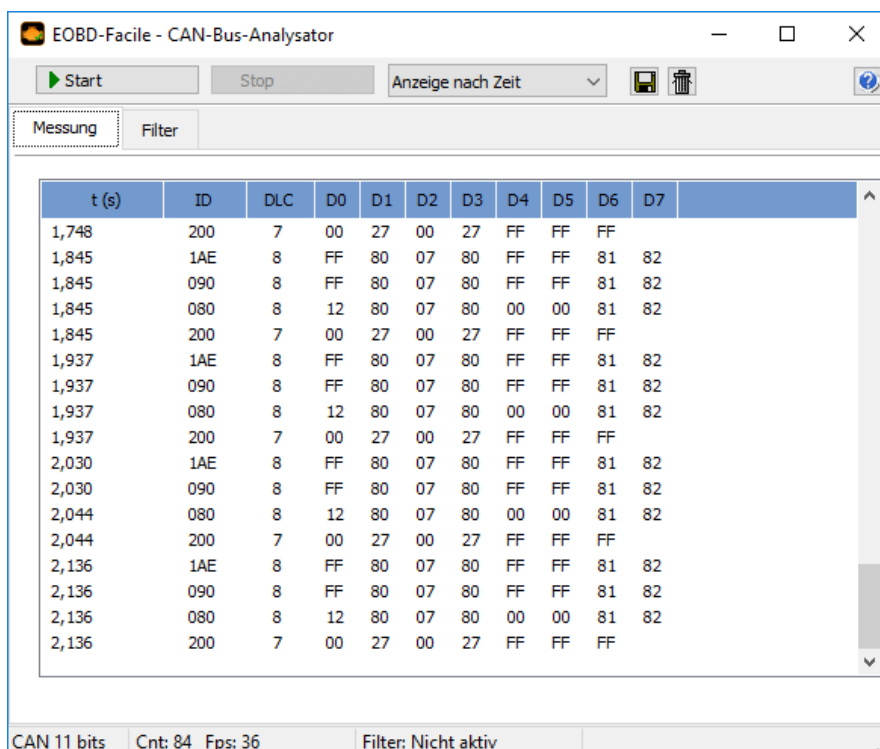 EOBD-Facile - CAN-Bus-Analysator
Start Stop Anzeige nach Zeit
Messung Filter
t (s) ID DLC D0 D1 D2 D3 D4 D5 D6 D7
1,748 200 7 00 27 00 27 FF FF FF
1,845 1AE 8 FF 80 07 80 FF FF 81 82
1,845 090 8 FF 80 07 80 FF FF 81 82
1,845 080 8 12 80 07 80 00 00 81 82
1,845 200 7 00 27 00 27 FF FF FF
1,937 1AE 8 FF 80 07 80 FF FF 81 82
1,937 090 8 FF 80 07 80 FF FF 81 82
1,937 080 8 12 80 07 80 00 00 81 82
1,937 200 7 00 27 00 27 FF FF FF
2,030 1AE 8 FF 80 07 80 FF FF 81 82
2,030 090 8 FF 80 07 80 FF FF 81 82
2,044 080 8 12 80 07 80 00 00 81 82
2,044 200 7 00 27 00 27 FF FF FF
2,136 1AE 8 FF 80 07 80 FF FF 81 82
2,136 090 8 FF 80 07 80 FF FF 81 82
2,136 080 8 12 80 07 80 00 00 81 82
2,136 200 7 00 27 00 27 FF FF FF
CAN 11 bits Cnt: 84 Fps: 36 Filter: Nicht aktiv